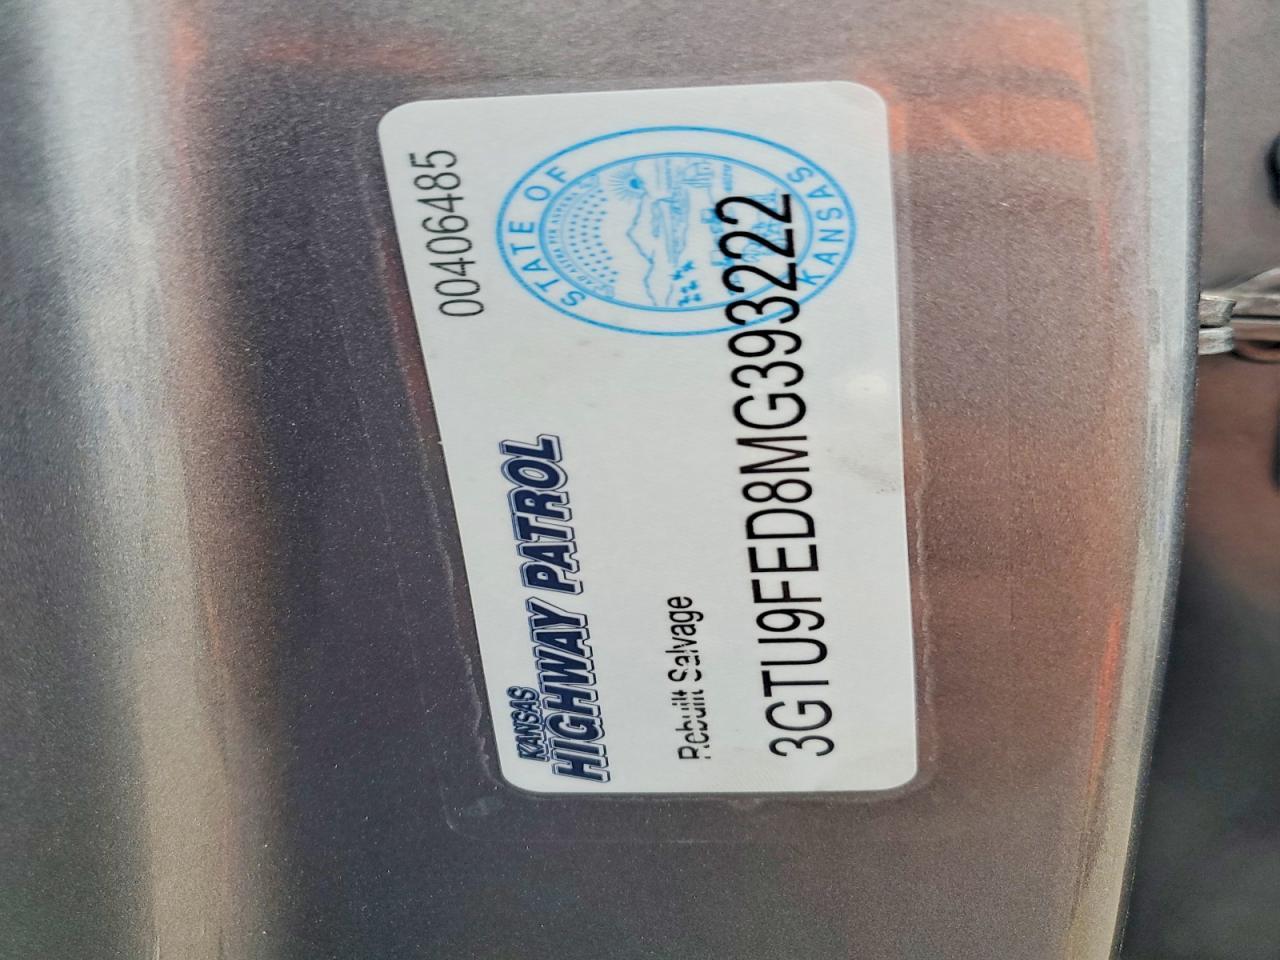 00406485
KANSAS
HIGHWAY PATROL
STATE OF
KANSAS
Rebuilt Salvage
3GTU9FED8MG393222